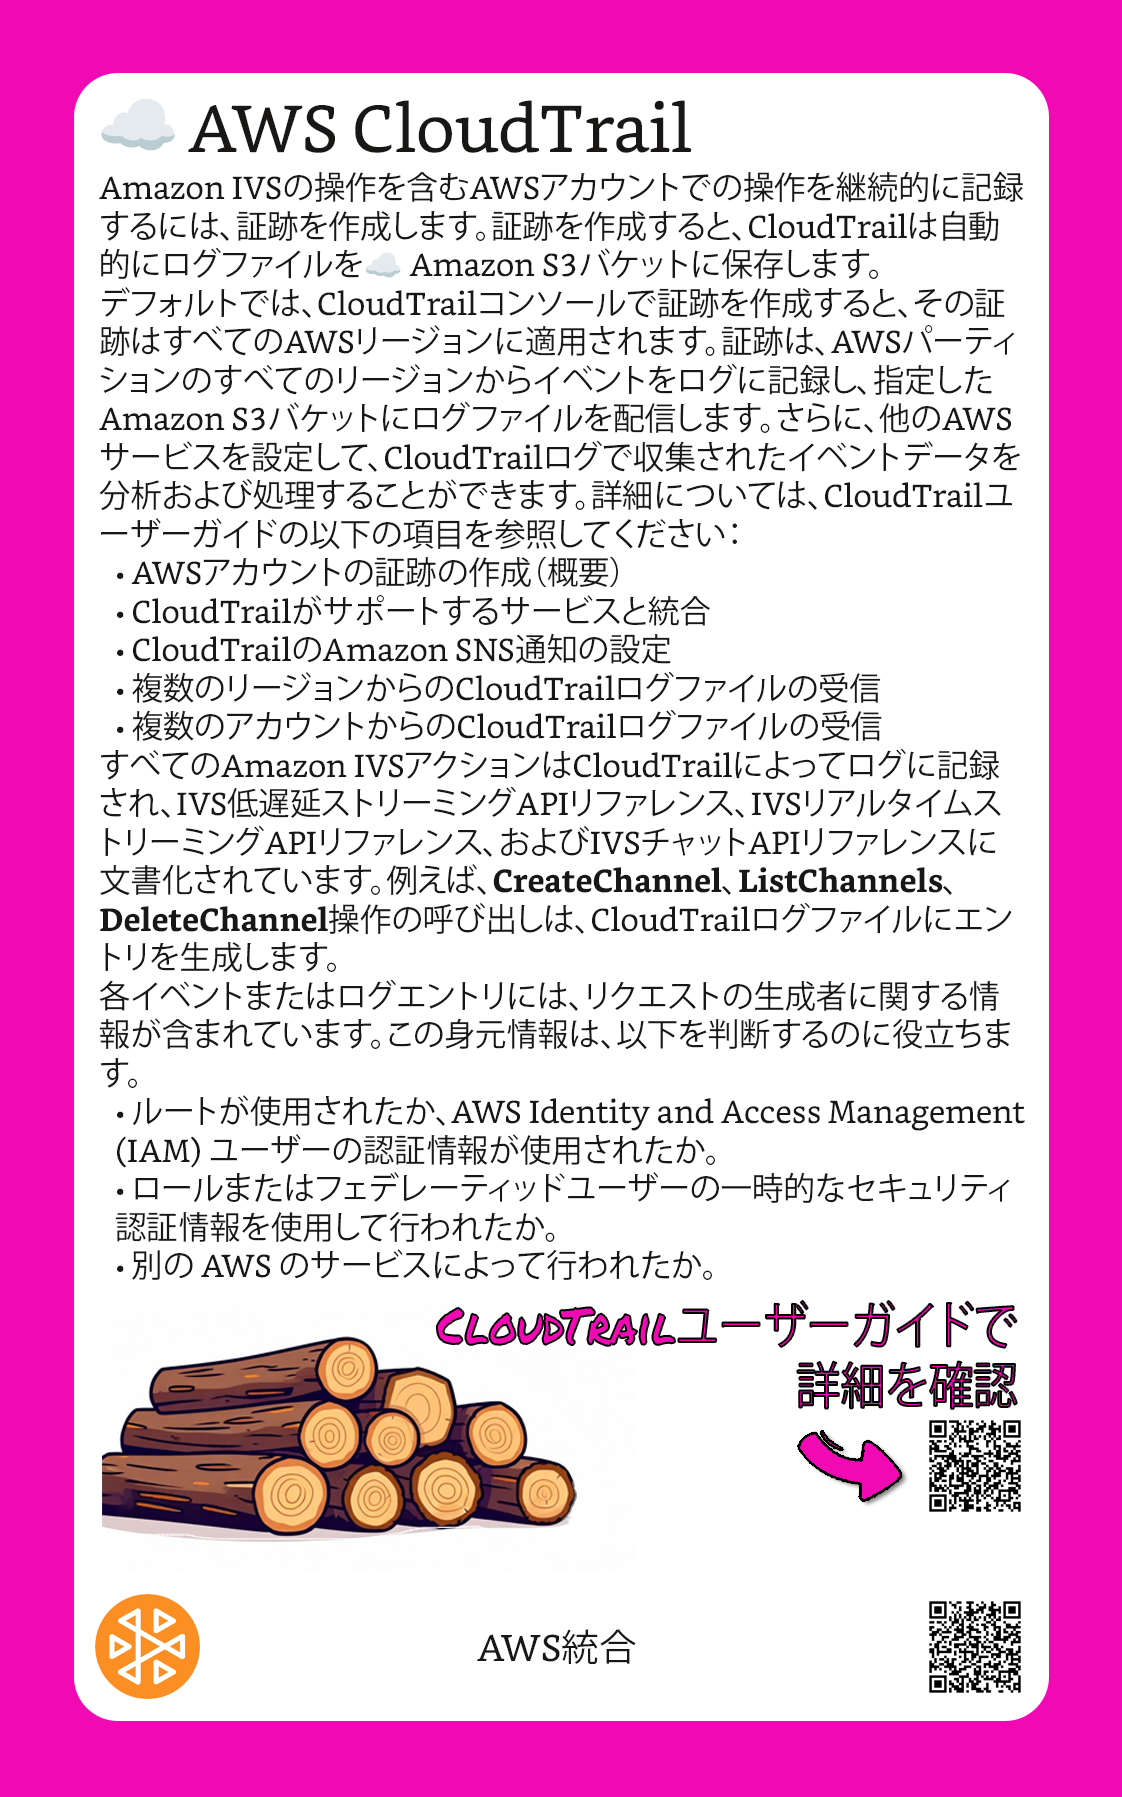 AWS CloudTrail
Amazon IVSの操作を含むAWSアカウントでの操作を継続的に記録
するには、証跡を作成します。証跡を作成すると、CloudTrailは自動
的にログファイルを☁️ Amazon S3バケットに保存します。
デフォルトでは、CloudTrailコンソールで証跡を作成すると、その証
跡はすべてのAWSリージョンに適用されます。証跡は、AWSパーティ
ションのすべてのリージョンからイベントをログに記録し、指定した
Amazon S3バケットにログファイルを配信します。さらに、他のAWS
サービスを設定して、CloudTrailログで収集されたイベントデータを
分析および処理することができます。詳細については、CloudTrailユ
ーザーガイドの以下の項目を参照してください：
• AWSアカウントの証跡の作成（概要）
• CloudTrailがサポートするサービスと統合
• CloudTrailのAmazon SNS通知の設定
• 複数のリージョンからのCloudTrailログファイルの受信
• 複数のアカウントからのCloudTrailログファイルの受信
すべてのAmazon IVSアクションはCloudTrailによってログに記録
され、IVS低遅延ストリーミングAPIリファレンス、IVSリアルタイムス
トリーミングAPIリファレンス、およびIVSチャットAPIリファレンスに
文書化されています。例えば、CreateChannel、ListChannels、
DeleteChannel操作の呼び出しは、CloudTrailログファイルにエン
トリを生成します。
各イベントまたはログエントリには、リクエストの生成者に関する情
報が含まれています。この身元情報は、以下を判断するのに役立ちま
す。
• ルートが使用されたか、AWS Identity and Access Management
(IAM) ユーザーの認証情報が使用されたか。
• ロールまたはフェデレーティッドユーザーの一時的なセキュリティ
認証情報を使用して行われたか。
• 別の AWS のサービスによって行われたか。
CloudTrailユーザーガイドで
詳細を確認
AWS統合